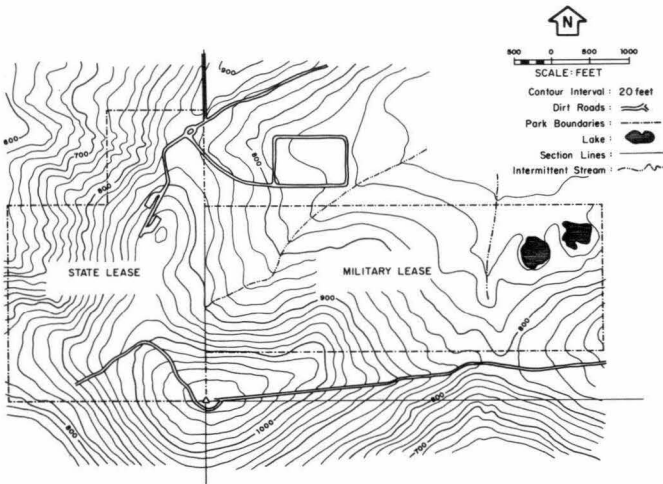 N
500 0 500 1000
SCALE: FEET
Contour Interval : 20 feet
Dirt Roads :
Park Boundaries :
Lake :
Section Lines :
Intermittent Stream :
900
600
700
800
800
STATE LEASE
MILITARY LEASE
900
800
800
1000
700